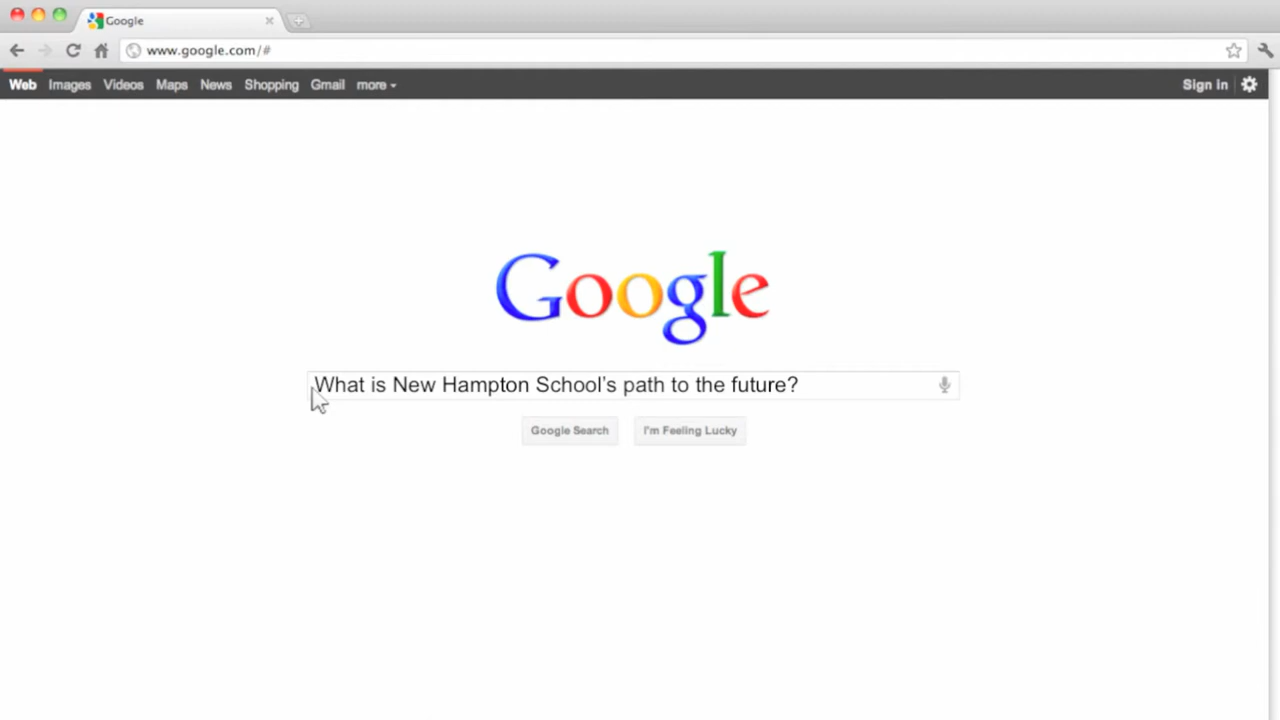 Google
www.google.com/#
Web Images Videos Maps News Shopping Gmail more Sign In
Google
What is New Hampton School's path to the future?
Google Search I'm Feeling Lucky